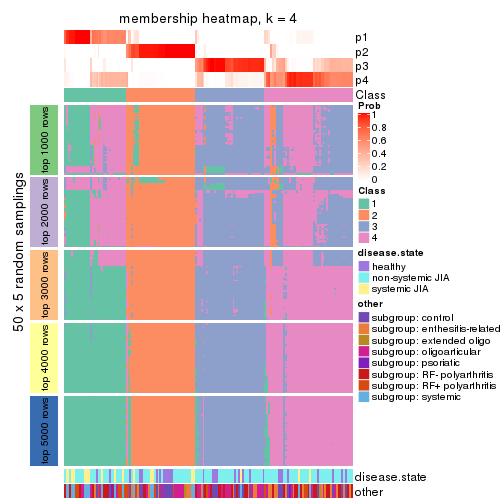 membership heatmap, k = 4
p1
p2
p3
p4
Class
50 x 5 random samplings
top 1000 rows
top 2000 rows
top 3000 rows
top 4000 rows
top 5000 rows
Prob
1
0.8
0.6
0.4
0.2
0
Class
1
2
3
4
disease.state
healthy
non-systemic JIA
systemic JIA
other
subgroup: control
subgroup: enthesitis-related
subgroup: extended oligo
subgroup: oligoarticular
subgroup: psoriatic
subgroup: RF- polyarthritis
subgroup: RF+ polyarthritis
subgroup: systemic
disease.state
other